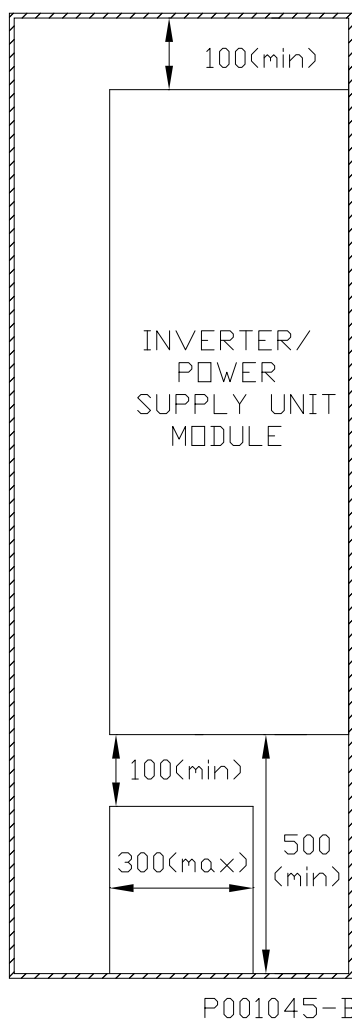 100(min)
INVERTER/
POWER
SUPPLY UNIT
MODULE
100(min)
300(max)
500
(min)
P001045-B